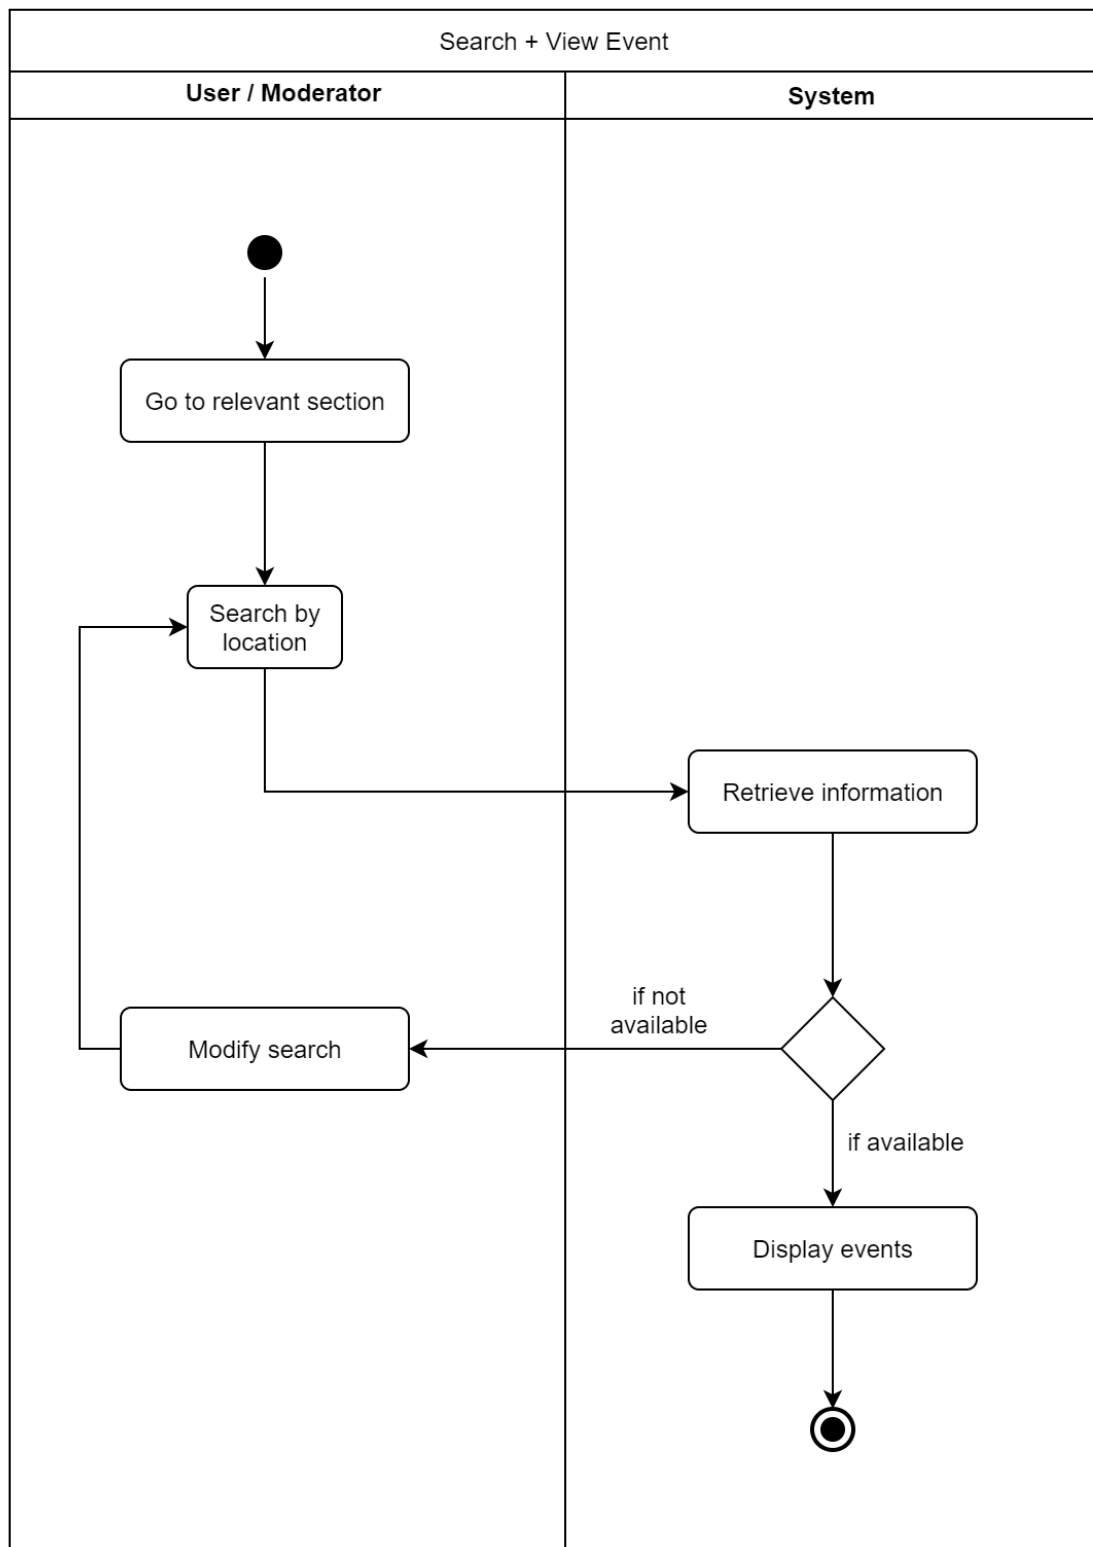 Search + View Event
User / Moderator
System
Go to relevant section
Search by
location
Retrieve information
if not
available
Modify search
if available
Display events